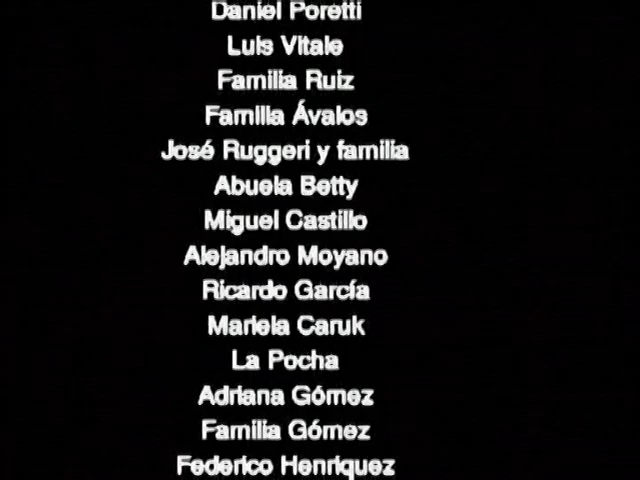 Daniel Poretti
Luis Vitale
Familia Ruiz
Familia Ávalos
José Ruggeri y familia
Abuela Betty
Miguel Castillo
Alejandro Moyano
Ricardo García
Mariela Caruk
La Pocha
Adriana Gómez
Familia Gómez
Federico Henriquez